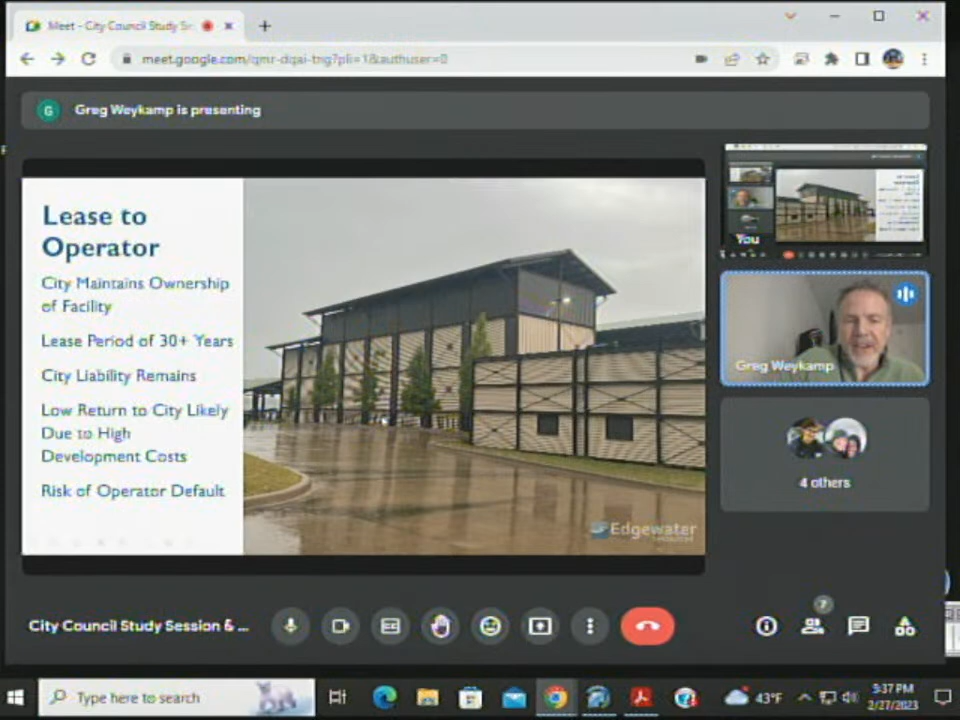 Meet - City Council Study Se
meet.google.com/qmr-dqai-tng?pli=1&authuser=0
G
Greg Weykamp is presenting
Lease to
Operator
City Maintains Ownership
of Facility
Lease Period of 30+ Years
City Liability Remains
Low Return to City Likely
Due to High
Development Costs
Risk of Operator Default
Edgewater
You
Greg Weykamp
4 others
City Council Study Session & ...
7
Type here to search
43°F
5:37 PM
2/27/2023